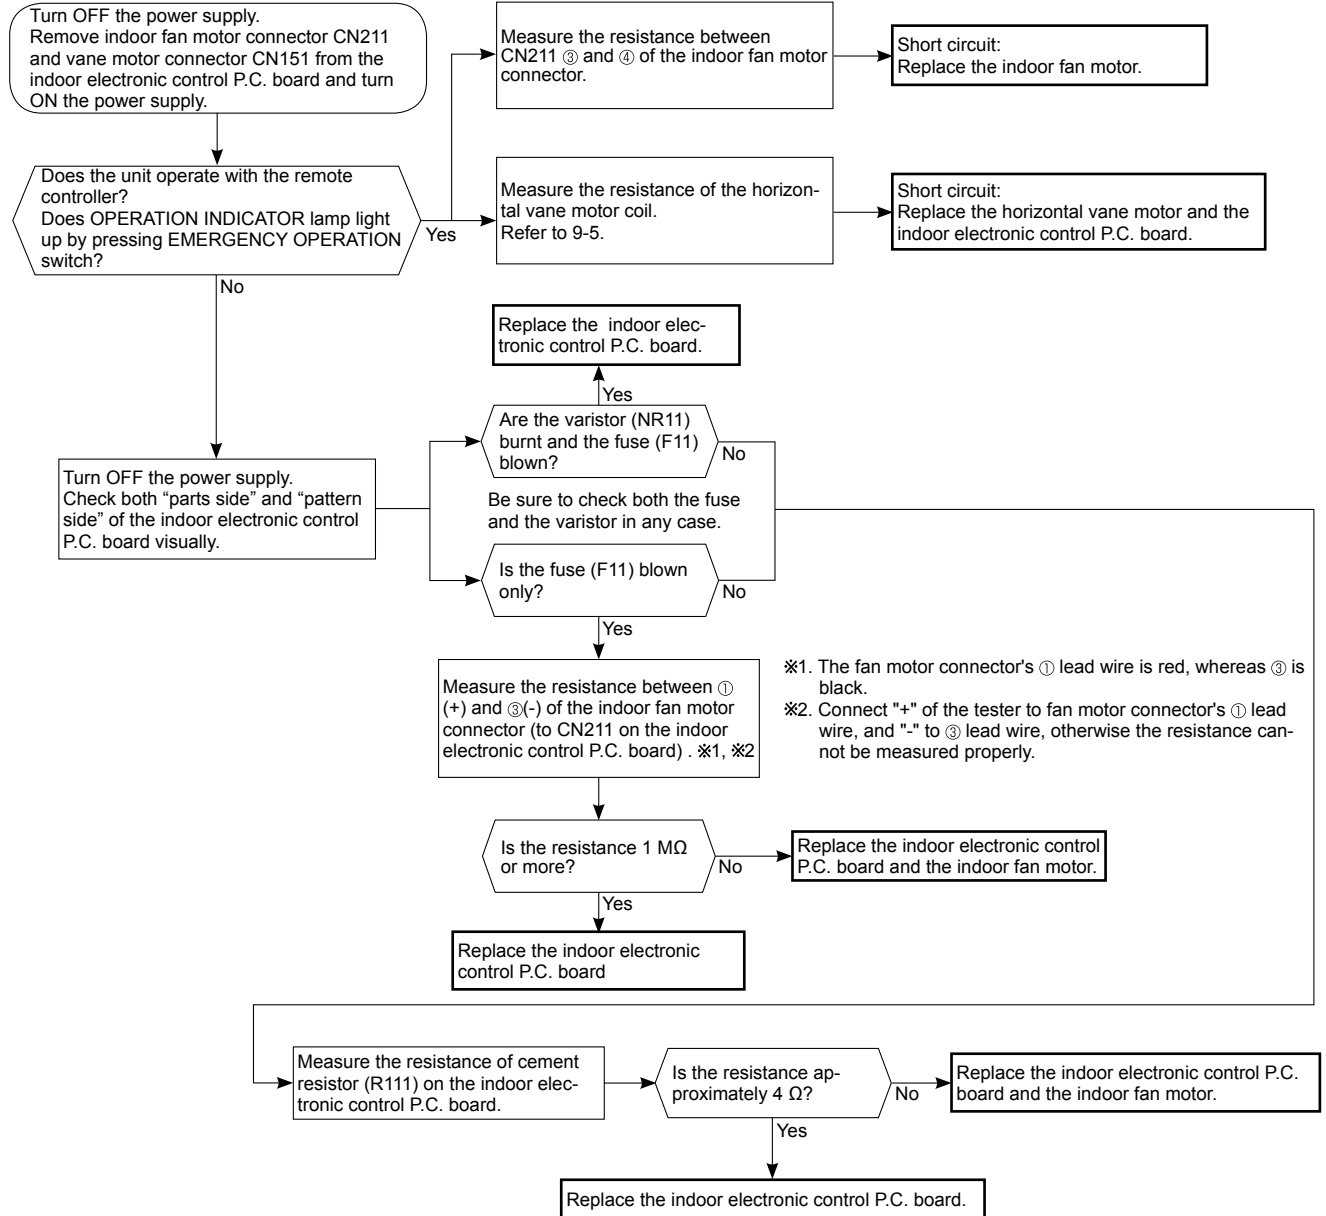 Turn OFF the power supply.
Remove indoor fan motor connector CN211
and vane motor connector CN151 from the
indoor electronic control P.C. board and turn
ON the power supply.
Measure the resistance between
CN211 ③ and ④ of the indoor fan motor
connector.
Short circuit:
Replace the indoor fan motor.
Does the unit operate with the remote
controller?
Does OPERATION INDICATOR lamp light
up by pressing EMERGENCY OPERATION
switch?
Yes
Measure the resistance of the horizon-
tal vane motor coil.
Refer to 9-5.
Short circuit:
Replace the horizontal vane motor and the
indoor electronic control P.C. board.
No
Replace the  indoor elec-
tronic control P.C. board.
Yes
Are the varistor (NR11)
burnt and the fuse (F11)
blown?
No
Turn OFF the power supply.
Check both “parts side” and “pattern
side” of the indoor electronic control
P.C. board visually.
Be sure to check both the fuse
and the varistor in any case.
Is the fuse (F11) blown
only?
No
Yes
Measure the resistance between ①
(+) and ③(-) of the indoor fan motor
connector (to CN211 on the indoor
electronic control P.C. board) . ※1, ※2
※1. The fan motor connector's ① lead wire is red, whereas ③ is
black.
※2. Connect "+" of the tester to fan motor connector's ① lead
wire, and "-" to ③ lead wire, otherwise the resistance can-
not be measured properly.
Is the resistance 1 MΩ
or more?
No
Replace the indoor electronic control
P.C. board and the indoor fan motor.
Yes
Replace the indoor electronic
control P.C. board
Measure the resistance of cement
resistor (R111) on the indoor elec-
tronic control P.C. board.
Is the resistance ap-
proximately 4 Ω?
No
Replace the indoor electronic control P.C.
board and the indoor fan motor.
Yes
Replace the indoor electronic control P.C. board.